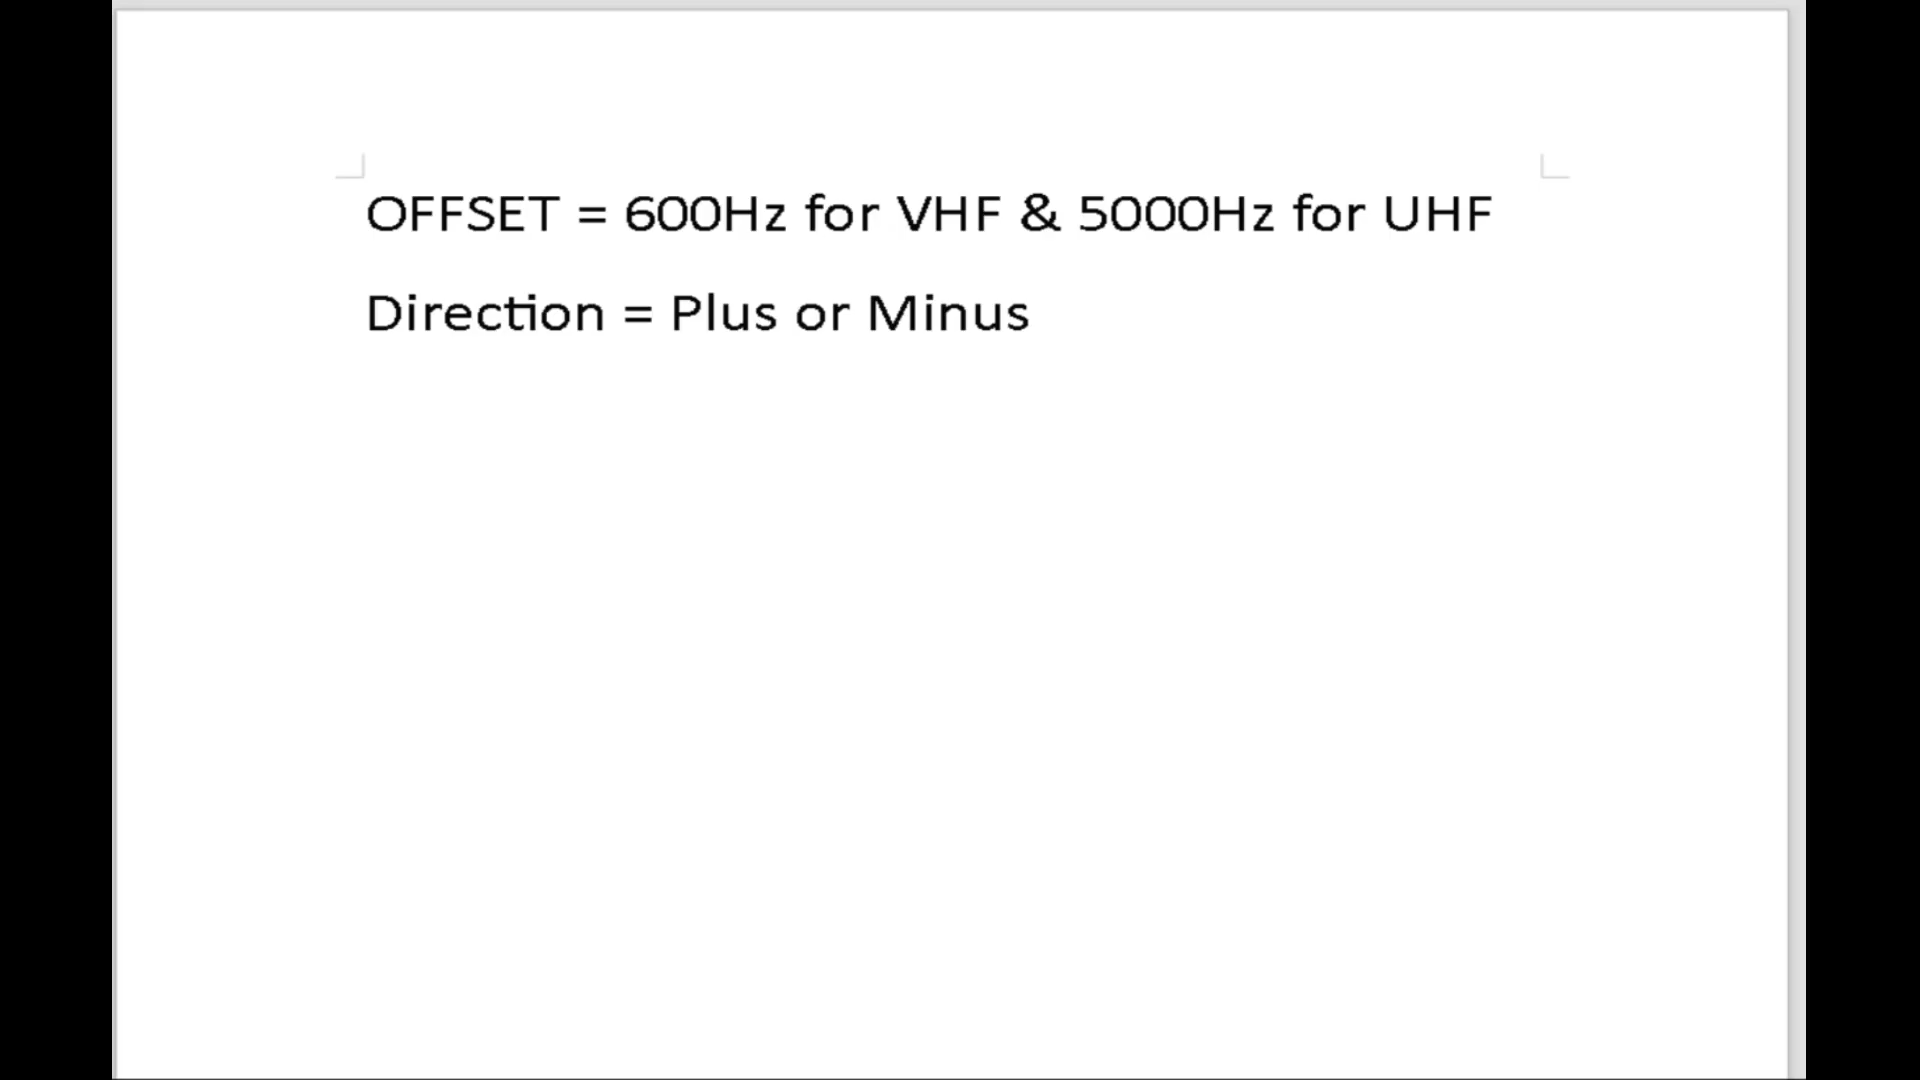 OFFSET = 600Hz for VHF & 5000Hz for UHF
Direction = Plus or Minus